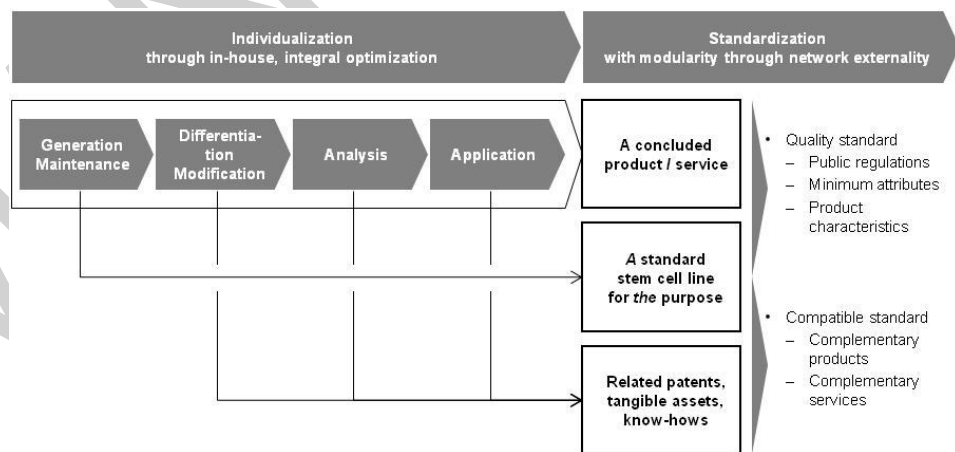 Individualization
through in-house, integral optimization
Standardization
with modularity through network externality
Generation
Maintenance
Differentia-
tion
Modification
Analysis
Application
A concluded
product / service
A standard
stem cell line
for the purpose
Related patents,
tangible assets,
know-hows
• Quality standard
– Public regulations
– Minimum attributes
– Product
characteristics
• Compatible standard
– Complementary
products
– Complementary
services